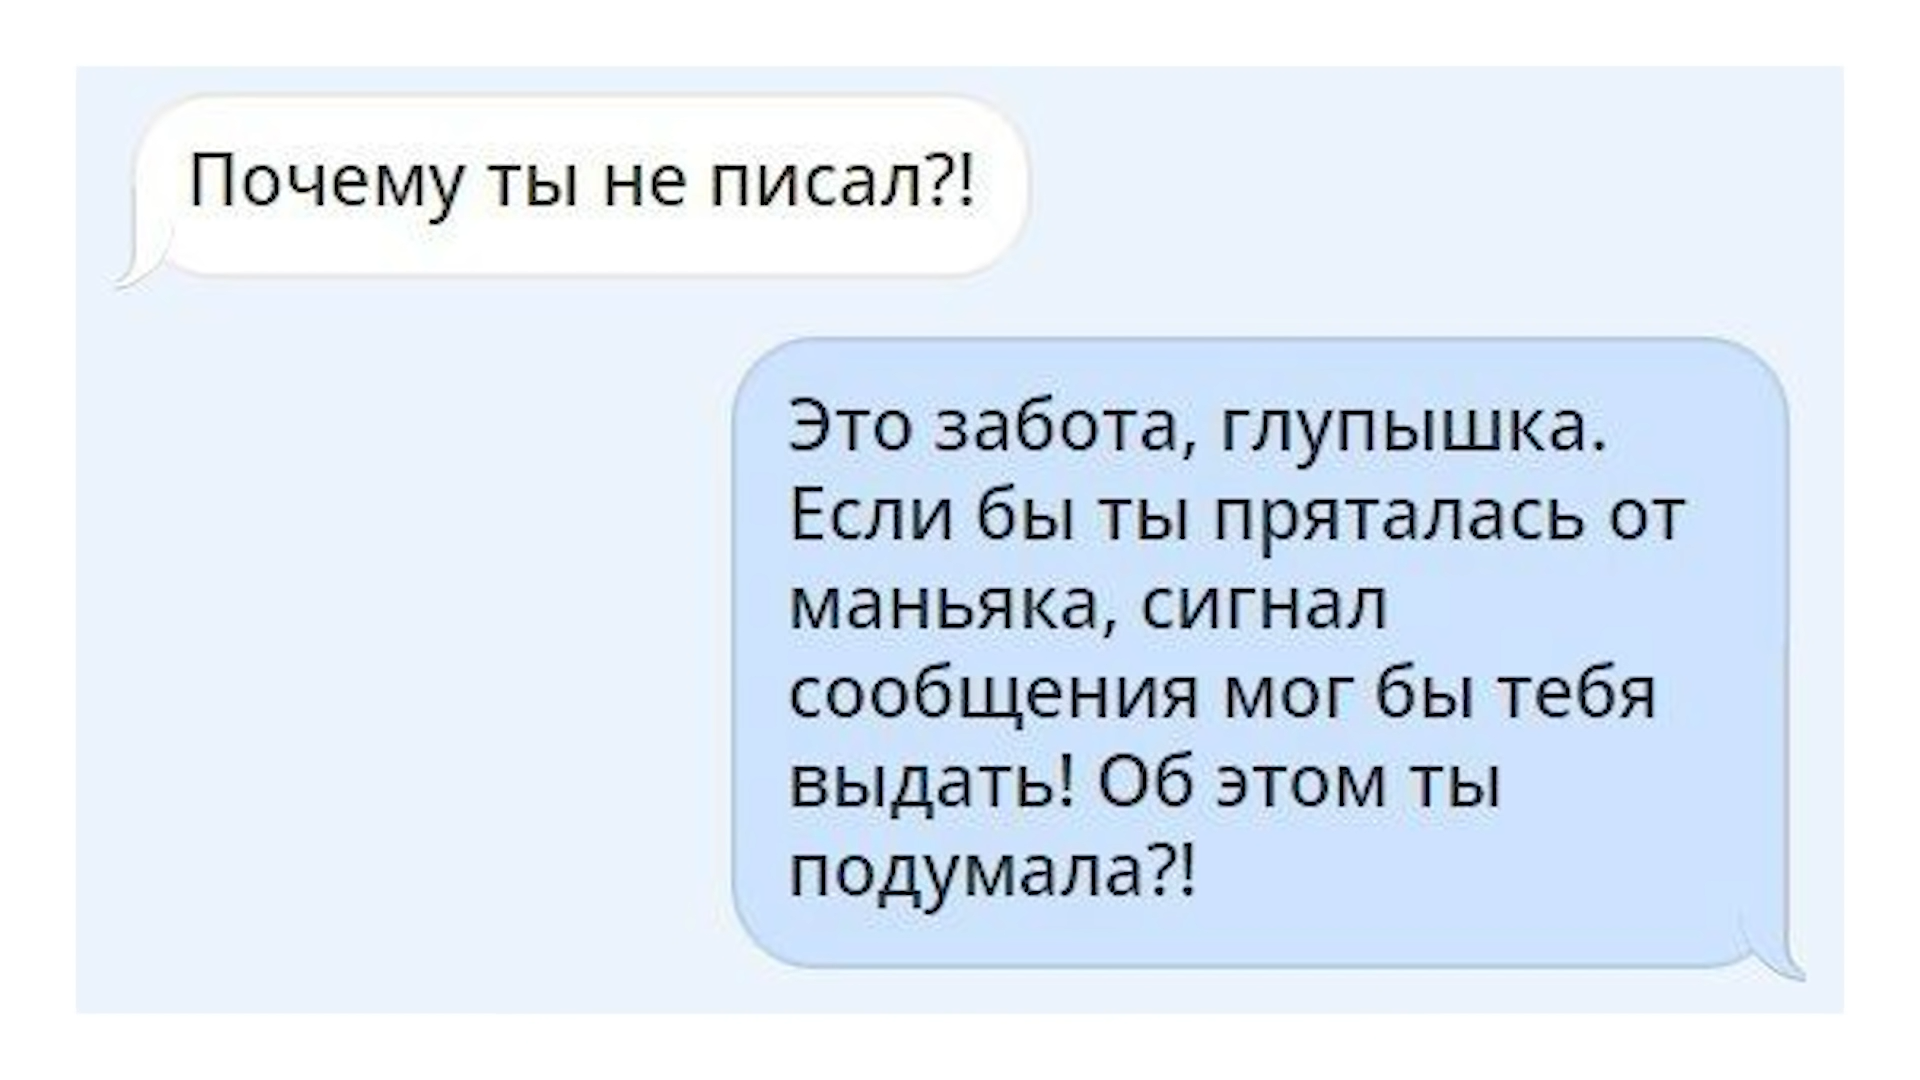 Почему ты не писал?!
Это забота, глупышка.
Если бы ты пряталась от
маньяка, сигнал
сообщения мог бы тебя
выдать! Об этом ты
подумала?!